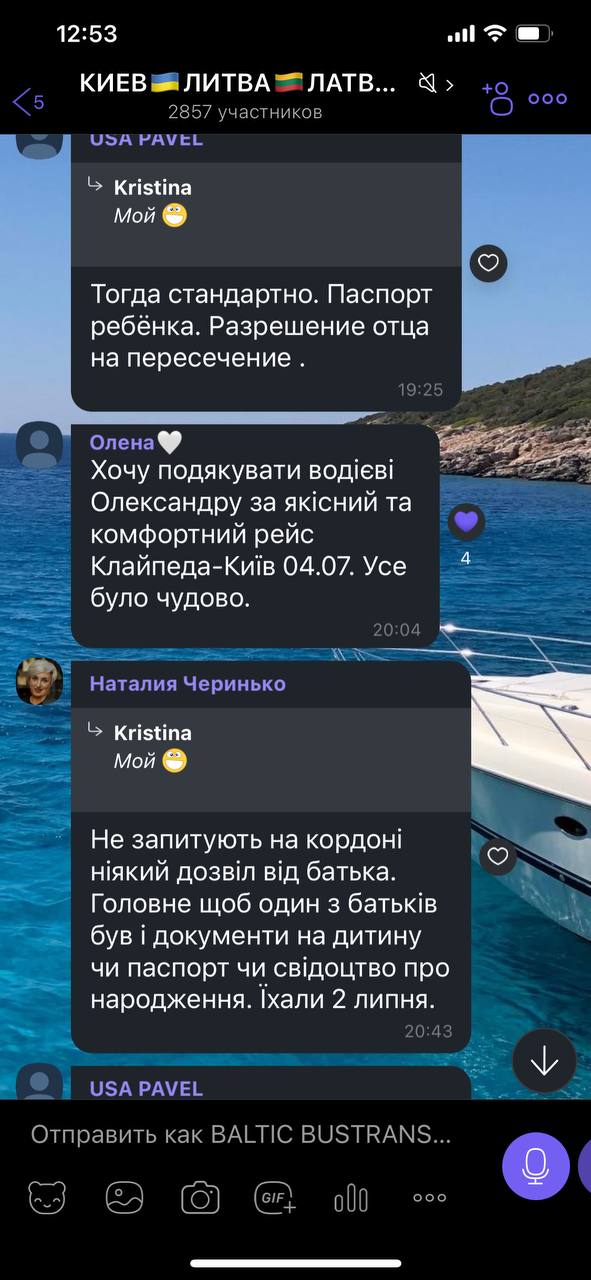 12:53
5
КИЕВ🇺🇦ЛИТВА🇱🇹ЛАТВ...
2857 участников
USA PAVEL
Kristina
Мой 😁
Тогда стандартно. Паспорт
ребёнка. Разрешение отца
на пересечение .
19:25
Олена🤍
Хочу подякувати водієві
Олександру за якісний та
комфортний рейс
Клайпеда-Київ 04.07. Усе
було чудово.
20:04
4
Наталия Черинько
Kristina
Мой 😁
Не запитують на кордоні
ніякий дозвіл від батька.
Головне щоб один з батьків
був і документи на дитину
чи паспорт чи свідоцтво про
народження. Їхали 2 липня.
20:43
USA PAVEL
Отправить как BALTIC BUSTRANS...
GIF